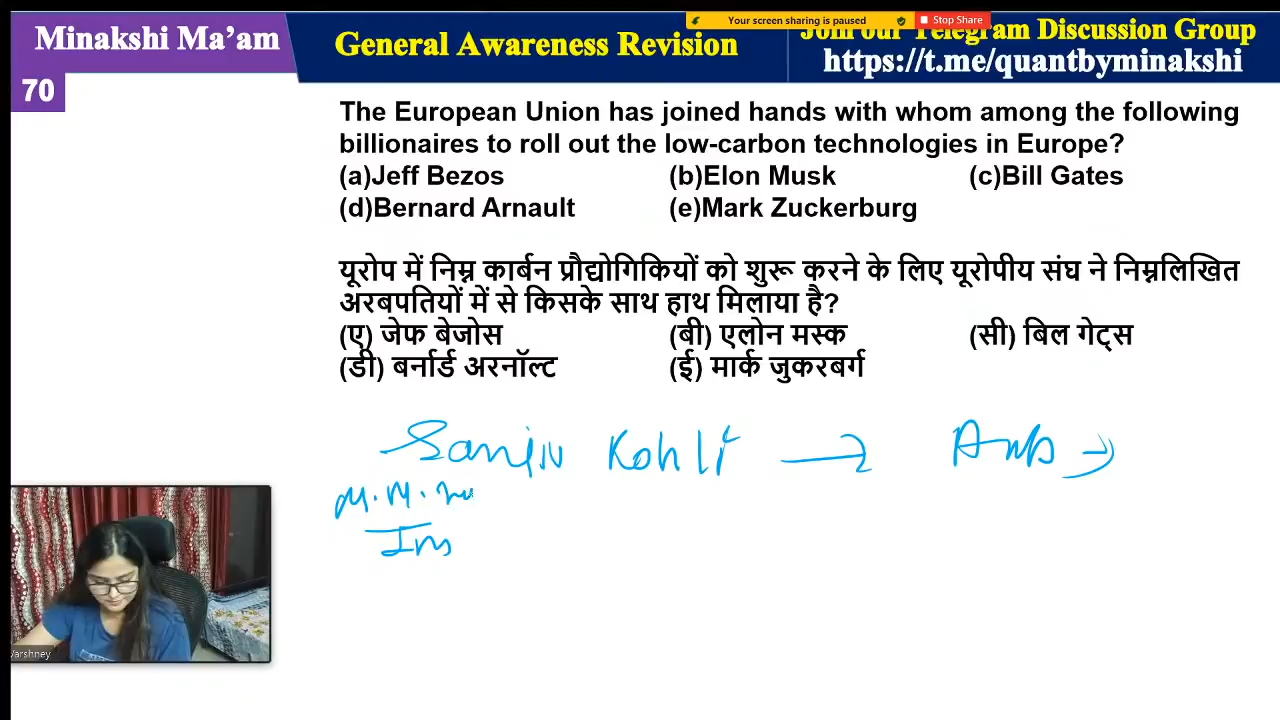 Minakshi Ma'am
General Awareness Revision
Your screen sharing is paused
Stop Share
Join our Telegram Discussion Group
https://t.me/quantbyminakshi
70
The European Union has joined hands with whom among the following
billionaires to roll out the low-carbon technologies in Europe?
(a)Jeff Bezos (b)Elon Musk (c)Bill Gates
(d)Bernard Arnault (e)Mark Zuckerburg
यूरोप में निम्न कार्बन प्रौद्योगिकियों को शुरू करने के लिए यूरोपीय संघ ने निम्नलिखित
अरबपतियों में से किसके साथ हाथ मिलाया है?
(ए) जेफ बेजोस (बी) एलोन मस्क (सी) बिल गेट्स
(डी) बर्नार्ड अरनॉल्ट (ई) मार्क जुकरबर्ग
Sanjiv Kohli →
M.M.
Varshney